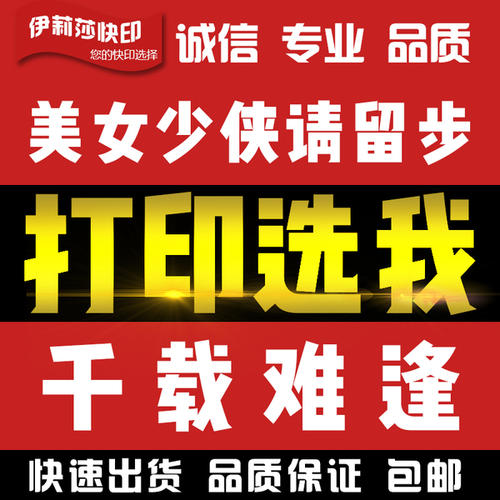 伊莉莎快印
您的快印选择
诚信 专业 品质
美女少侠请留步
打印选我
千载难逢
快速出货 品质保证 包邮